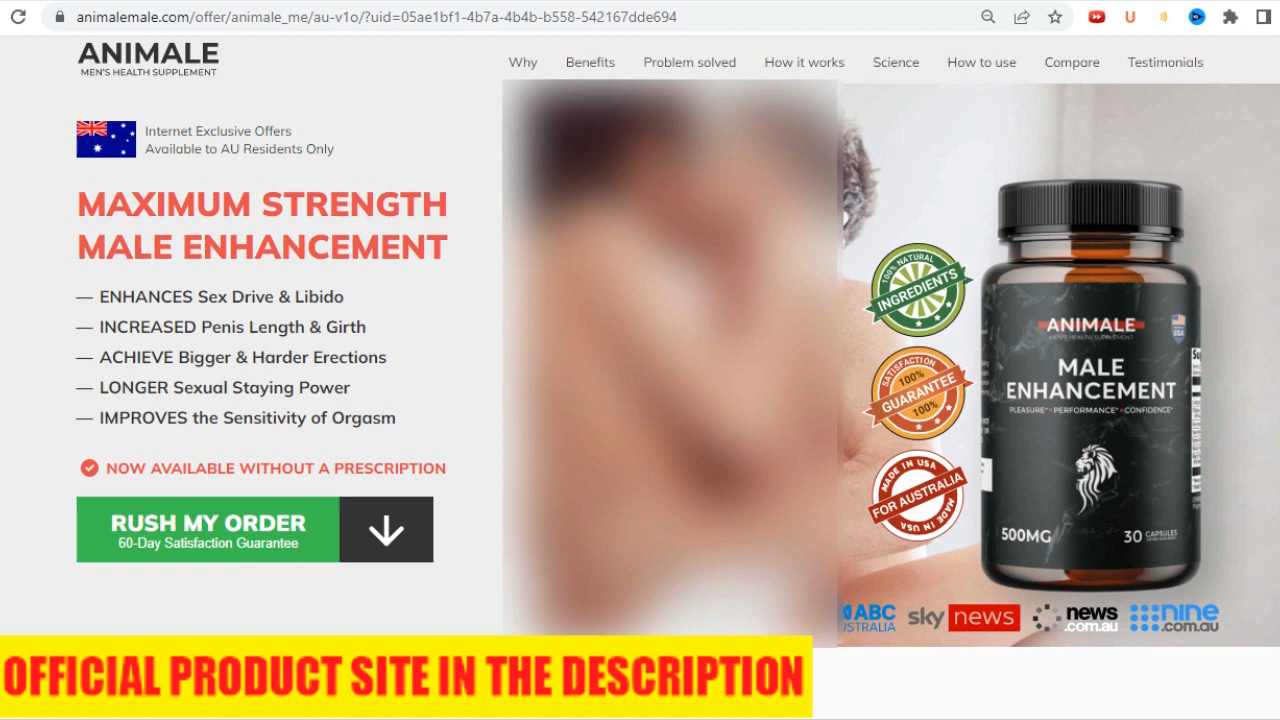 animalemale.com/offer/animale_me/au-v1o/?uid=05ae1bf1-4b7a-4b4b-b558-542167dde694
ANIMALE
MEN'S HEALTH SUPPLEMENT
Why Benefits Problem solved How it works Science How to use Compare Testimonials
Internet Exclusive Offers
Available to AU Residents Only
MAXIMUM STRENGTH
MALE ENHANCEMENT
— ENHANCES Sex Drive & Libido
— INCREASED Penis Length & Girth
— ACHIEVE Bigger & Harder Erections
— LONGER Sexual Staying Power
— IMPROVES the Sensitivity of Orgasm
NOW AVAILABLE WITHOUT A PRESCRIPTION
RUSH MY ORDER
60-Day Satisfaction Guarantee
100% NATURAL
INGREDIENTS
SATISFACTION
100%
GUARANTEE
100%
MADE IN USA
FOR AUSTRALIA
MADE IN USA
ANIMALE
MEN'S HEALTH SUPPLEMENT
MALE
ENHANCEMENT
PLEASURE* • PERFORMANCE* • CONFIDENCE*
500MG
30 CAPSULES
ABC
sky news
news
.com.au
nine
.com.au
OFFICIAL PRODUCT SITE IN THE DESCRIPTION